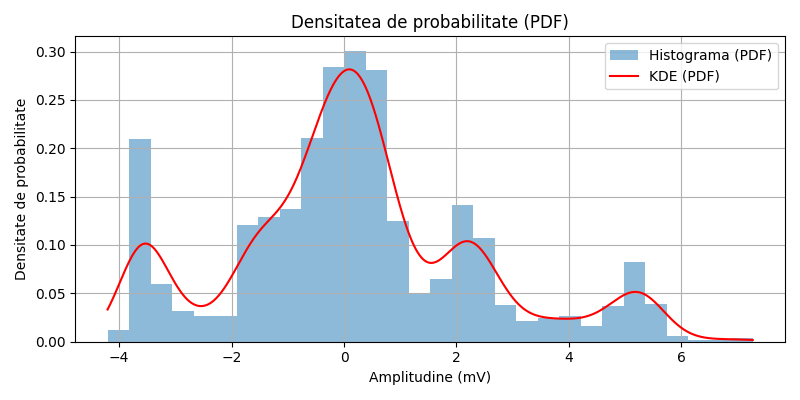 Densitatea de probabilitate (PDF)
Histograma (PDF)
KDE (PDF)
Densitate de probabilitate
0.30
0.25
0.20
0.15
0.10
0.05
0.00
−4 −2 0 2 4 6
Amplitudine (mV)